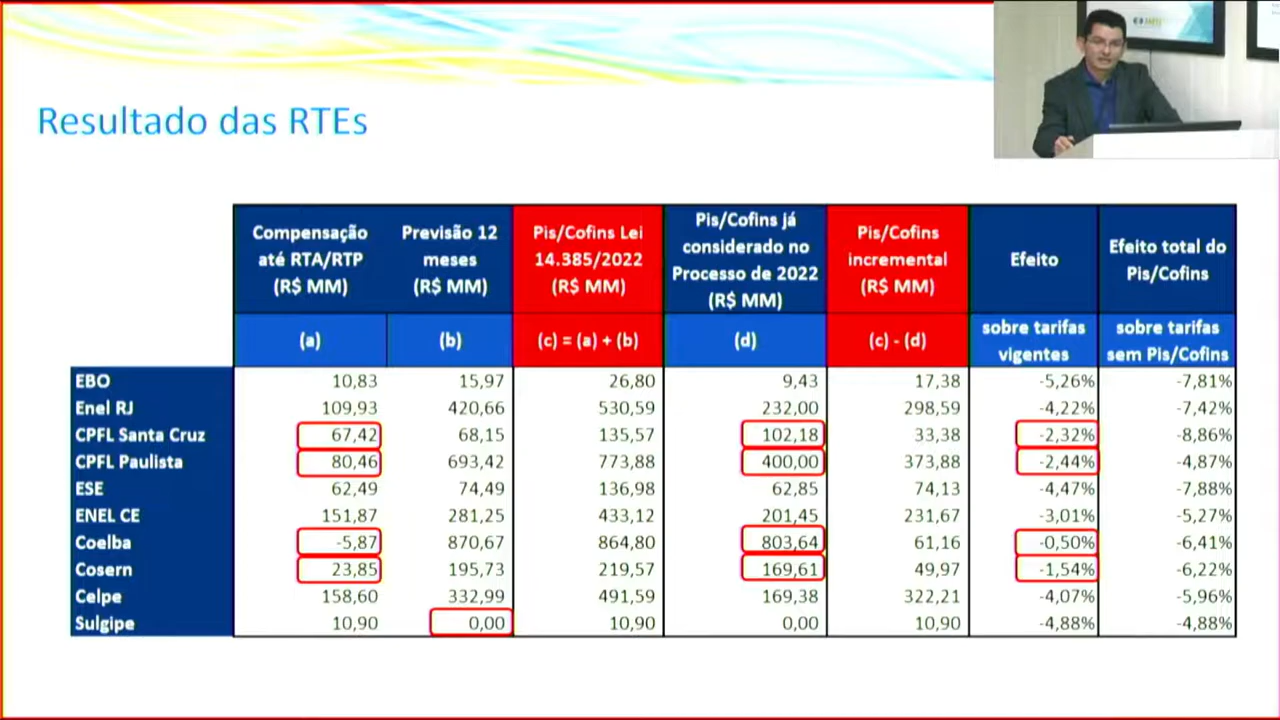 Resultado das RTEs
Compensação até RTA/RTP (R$ MM) Previsão 12 meses (R$ MM) Pis/Cofins Lei 14.385/2022 (R$ MM) Pis/Cofins já considerado no Processo de 2022 (R$ MM) Pis/Cofins incremental (R$ MM) Efeito Efeito total do Pis/Cofins
(a) (b) (c) = (a) + (b) (d) (c) - (d) sobre tarifas vigentes sobre tarifas sem Pis/Cofins
EBO 10,83 15,97 26,80 9,43 17,38 -5,26% -7,81%
Enel RJ 109,93 420,66 530,59 232,00 298,59 -4,22% -7,42%
CPFL Santa Cruz 67,42 68,15 135,57 102,18 33,38 -2,32% -8,86%
CPFL Paulista 80,46 693,42 773,88 400,00 373,88 -2,44% -4,87%
ESE 62,49 74,49 136,98 62,85 74,13 -4,47% -7,88%
ENEL CE 151,87 281,25 433,12 201,45 231,67 -3,01% -5,27%
Coelba -5,87 870,67 864,80 803,64 61,16 -0,50% -6,41%
Cosern 23,85 195,73 219,57 169,61 49,97 -1,54% -6,22%
Celpe 158,60 332,99 491,59 169,38 322,21 -4,07% -5,96%
Sulgipe 10,90 0,00 10,90 0,00 10,90 -4,88% -4,88%